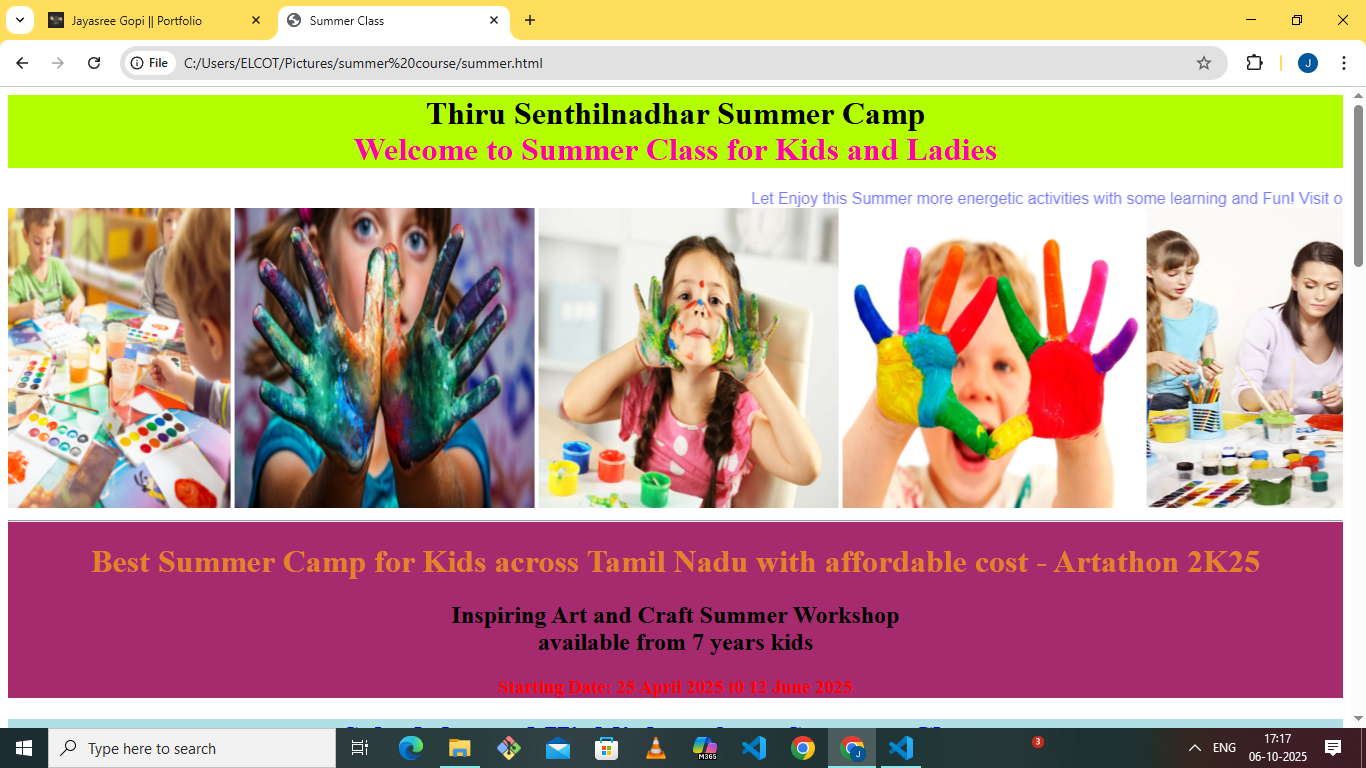 Jayasree Gopi || Portfolio
Summer Class
File
C:/Users/ELCOT/Pictures/summer%20course/summer.html
J
Thiru Senthilnadhar Summer Camp
Welcome to Summer Class for Kids and Ladies
Let Enjoy this Summer more energetic activities with some learning and Fun! Visit o
Best Summer Camp for Kids across Tamil Nadu with affordable cost - Artathon 2K25
Inspiring Art and Craft Summer Workshop
available from 7 years kids
Starting Date: 25 April 2025 t0 12 June 2025
Type here to search
M365
J
3
ENG
17:17
06-10-2025